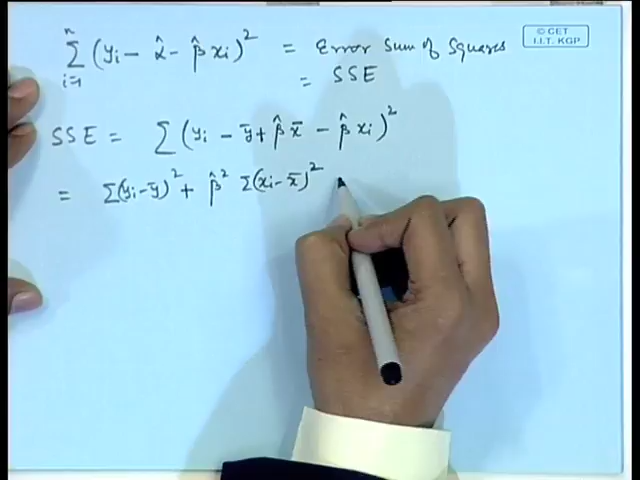 n
∑ (yᵢ − α̂ − β̂ xᵢ)² = Error Sum of Squares
i=1
= SSE
© CET
I.I.T. KGP
SSE = ∑ (yᵢ − ȳ + β̂ x̄ − β̂ xᵢ)²
= ∑(yᵢ − ȳ)² + β̂² ∑(xᵢ − x̄)²